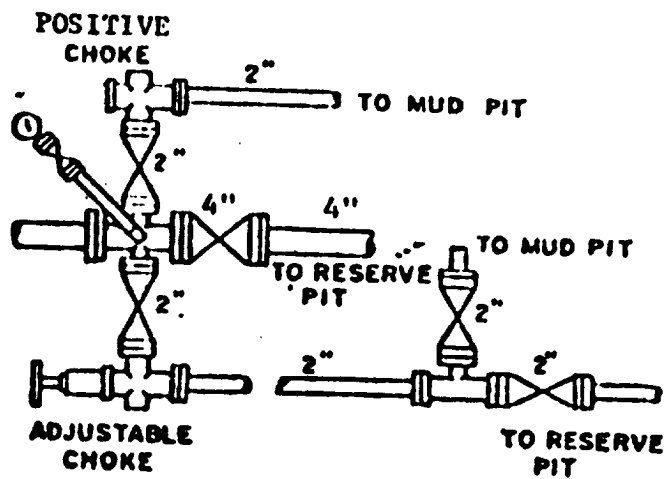 POSITIVE
CHOKE
2"
TO MUD PIT
2"
4"
4"
TO RESERVE
PIT
TO MUD PIT
2"
2"
2"
2"
ADJUSTABLE
CHOKE
TO RESERVE
PIT